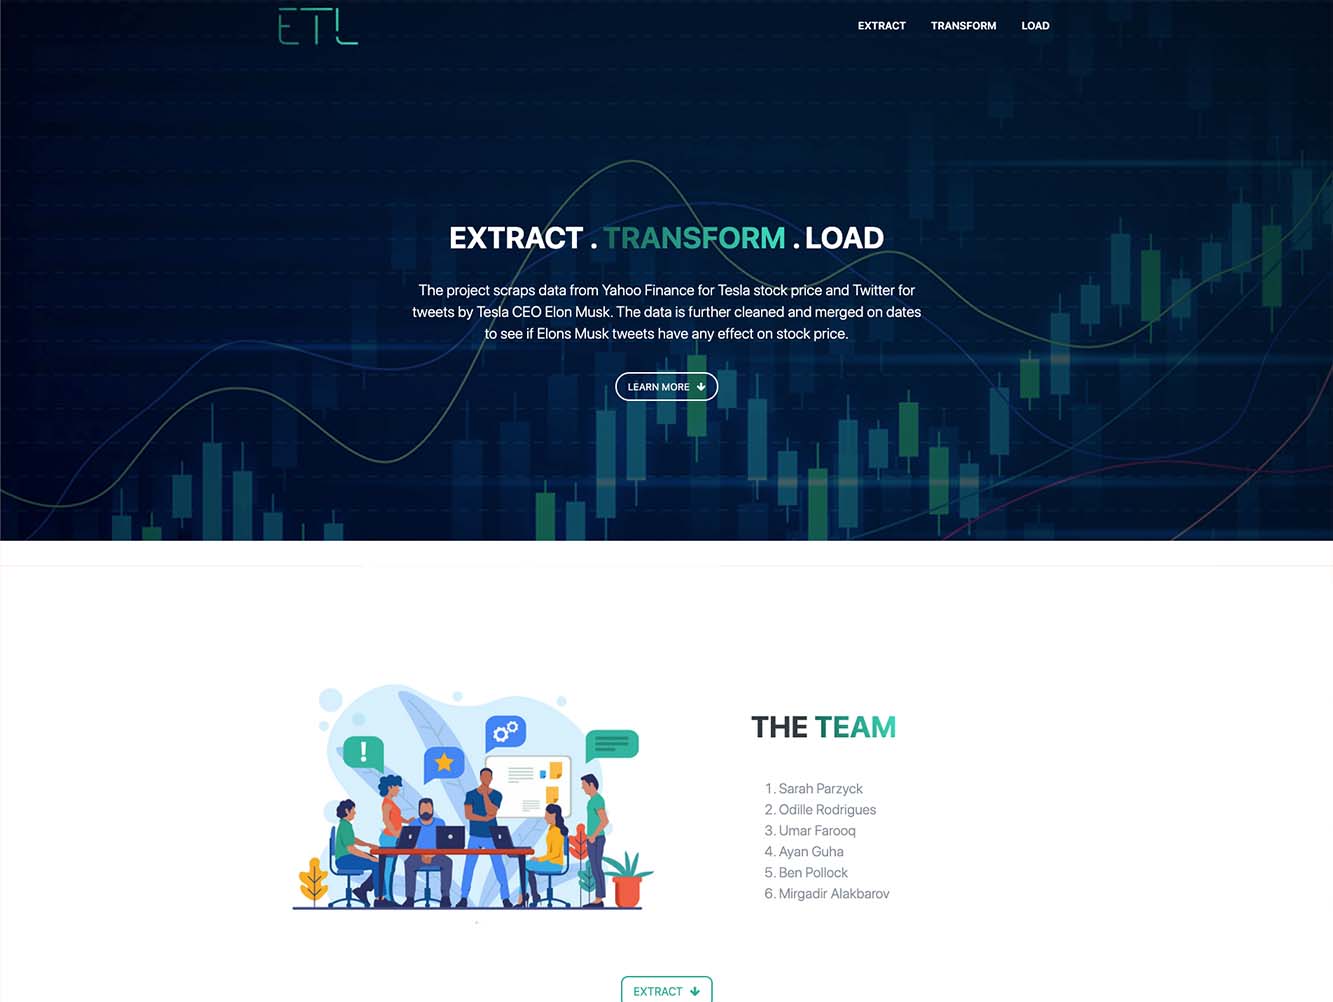 ETL
EXTRACT TRANSFORM LOAD
EXTRACT . TRANSFORM . LOAD
The project scraps data from Yahoo Finance for Tesla stock price and Twitter for
tweets by Tesla CEO Elon Musk. The data is further cleaned and merged on dates
to see if Elons Musk tweets have any effect on stock price.
LEARN MORE
!
THE TEAM
1. Sarah Parzyck
2. Odille Rodrigues
3. Umar Farooq
4. Ayan Guha
5. Ben Pollock
6. Mirgadir Alakbarov
EXTRACT